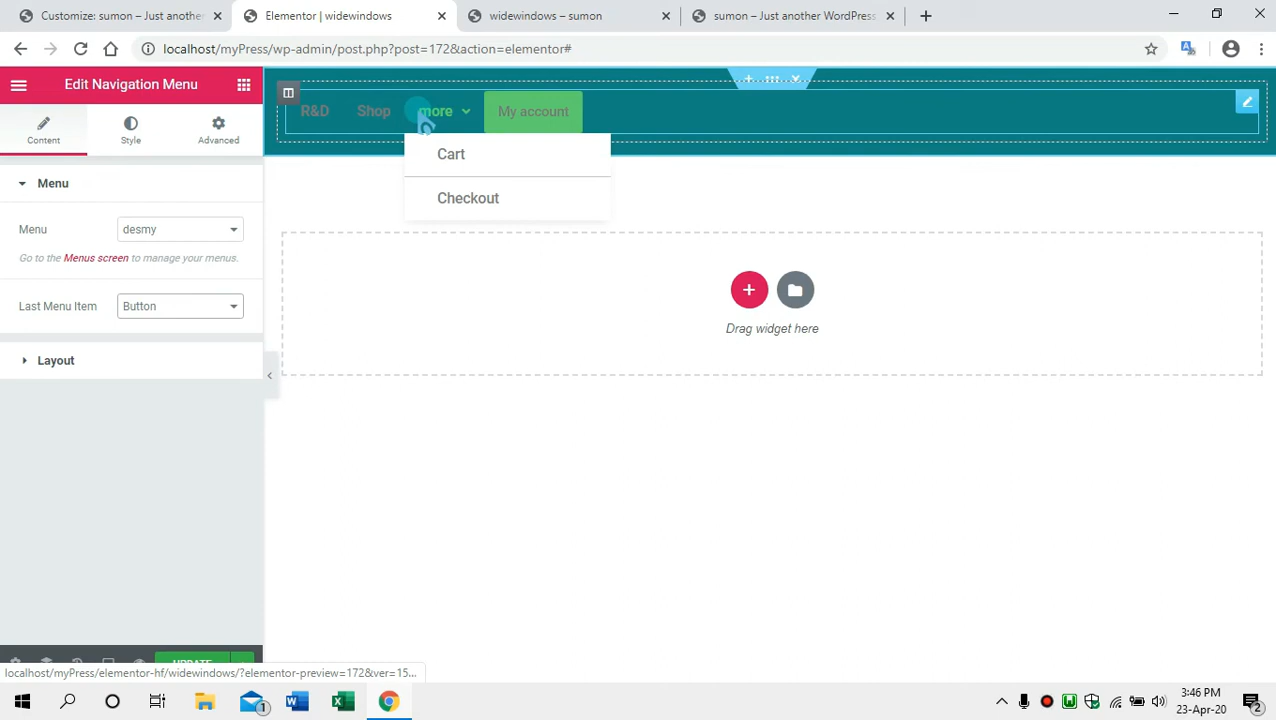 Customize: sumon – Just anothe
Elementor | widewindows
widewindows – sumon
sumon – Just another WordPress
localhost/myPress/wp-admin/post.php?post=172&action=elementor#
Edit Navigation Menu
Content
Style
Advanced
Menu
Menu
desmy
Go to the Menus screen to manage your menus.
Last Menu Item
Button
Layout
R&D
Shop
more
My account
Cart
Checkout
Drag widget here
UPDATE
localhost/myPress/elementor-hf/widewindows/?elementor-preview=172&ver=15...
1
3:46 PM
23-Apr-20
2